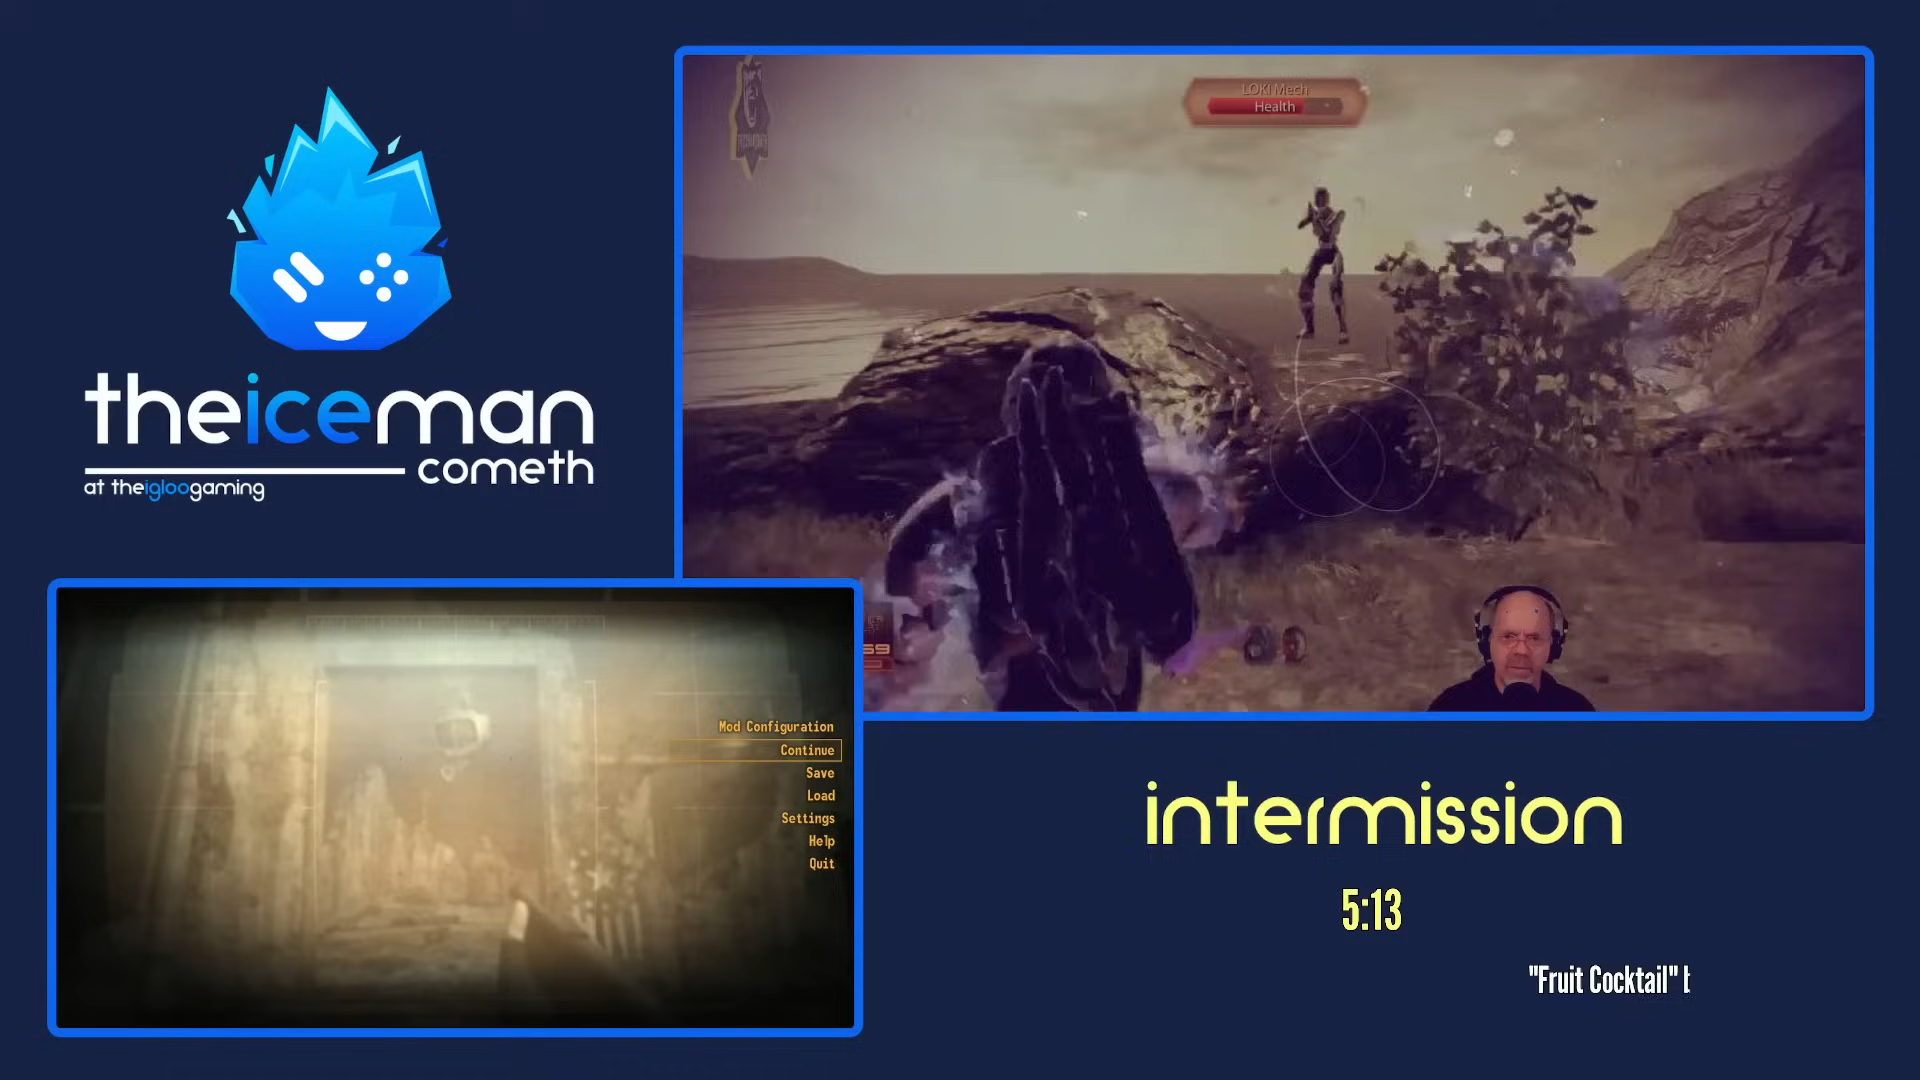 theiceman
cometh
at theigloogaming
LOKI Mech
Health
59
Mod Configuration
Continue
Save
Load
Settings
Help
Quit
intermission
5:13
"Fruit Cocktail" b